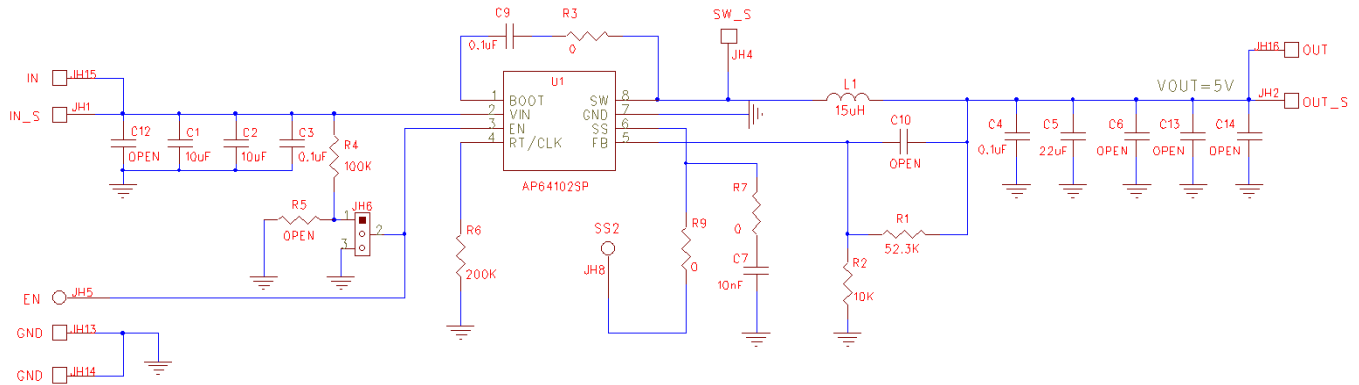 C9
0.1uF
R3
0
SW_S
JH4
IN
JH15
IN_S
JH1
C12
OPEN
C1
10uF
C2
10uF
C3
0.1uF
R4
100K
R5
OPEN
JH6
1
2
3
U1
1 BOOT
2 VIN
3 EN
4 RT/CLK
SW 8
GND 7
SS 6
FB 5
AP64102SP
L1
15uH
C10
OPEN
VOUT=5V
JH16
OUT
JH2
OUT_S
C4
0.1uF
C5
22uF
C6
OPEN
C13
OPEN
C14
OPEN
R6
200K
SS2
JH8
R9
0
R7
0
C7
10nF
R1
52.3K
R2
10K
EN
JH5
GND
JH13
GND
JH14